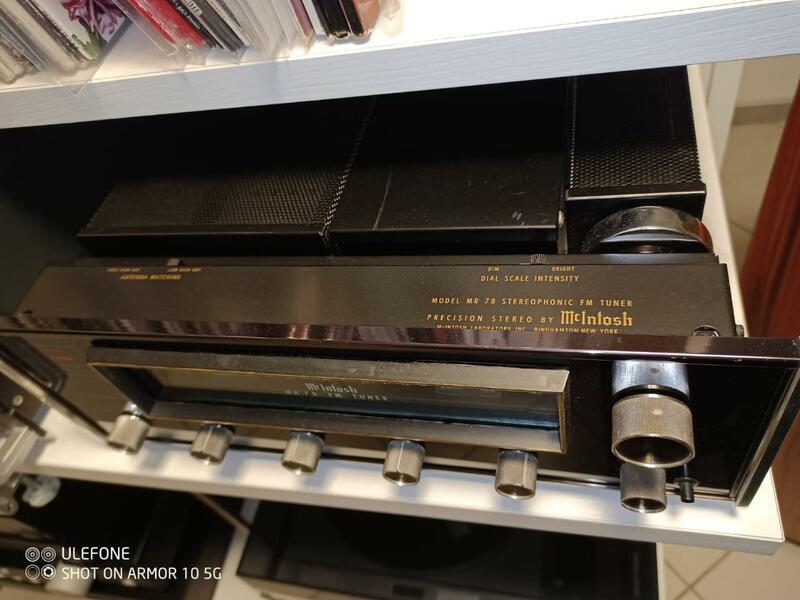 ANTENNA MATCHING
DIM BRIGHT
DIAL SCALE INTENSITY
MODEL MR 78 STEREOPHONIC FM TUNER
PRECISION STEREO BY McIntosh
McINTOSH LABORATORY INC. BINGHAMTON NEW YORK
McIntosh
MR 78 FM TUNER
ULEFONE
SHOT ON ARMOR 10 5G